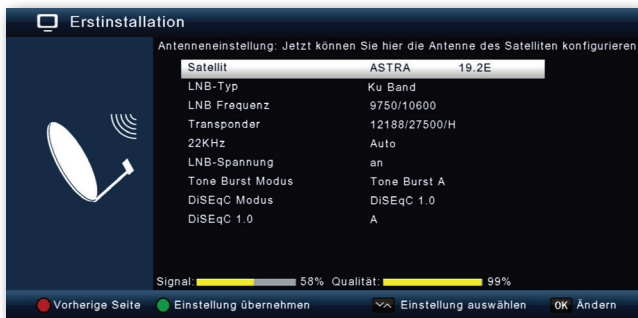 Erstinstallation
Antenneneinstellung: Jetzt können Sie hier die Antenne des Satelliten konfigurieren
Satellit ASTRA 19.2E
LNB-Typ Ku Band
LNB Frequenz 9750/10600
Transponder 12188/27500/H
22KHz Auto
LNB-Spannung an
Tone Burst Modus Tone Burst A
DiSEqC Modus DiSEqC 1.0
DiSEqC 1.0 A
Signal: 58% Qualität: 99%
Vorherige Seite Einstellung übernehmen Einstellung auswählen OK Ändern